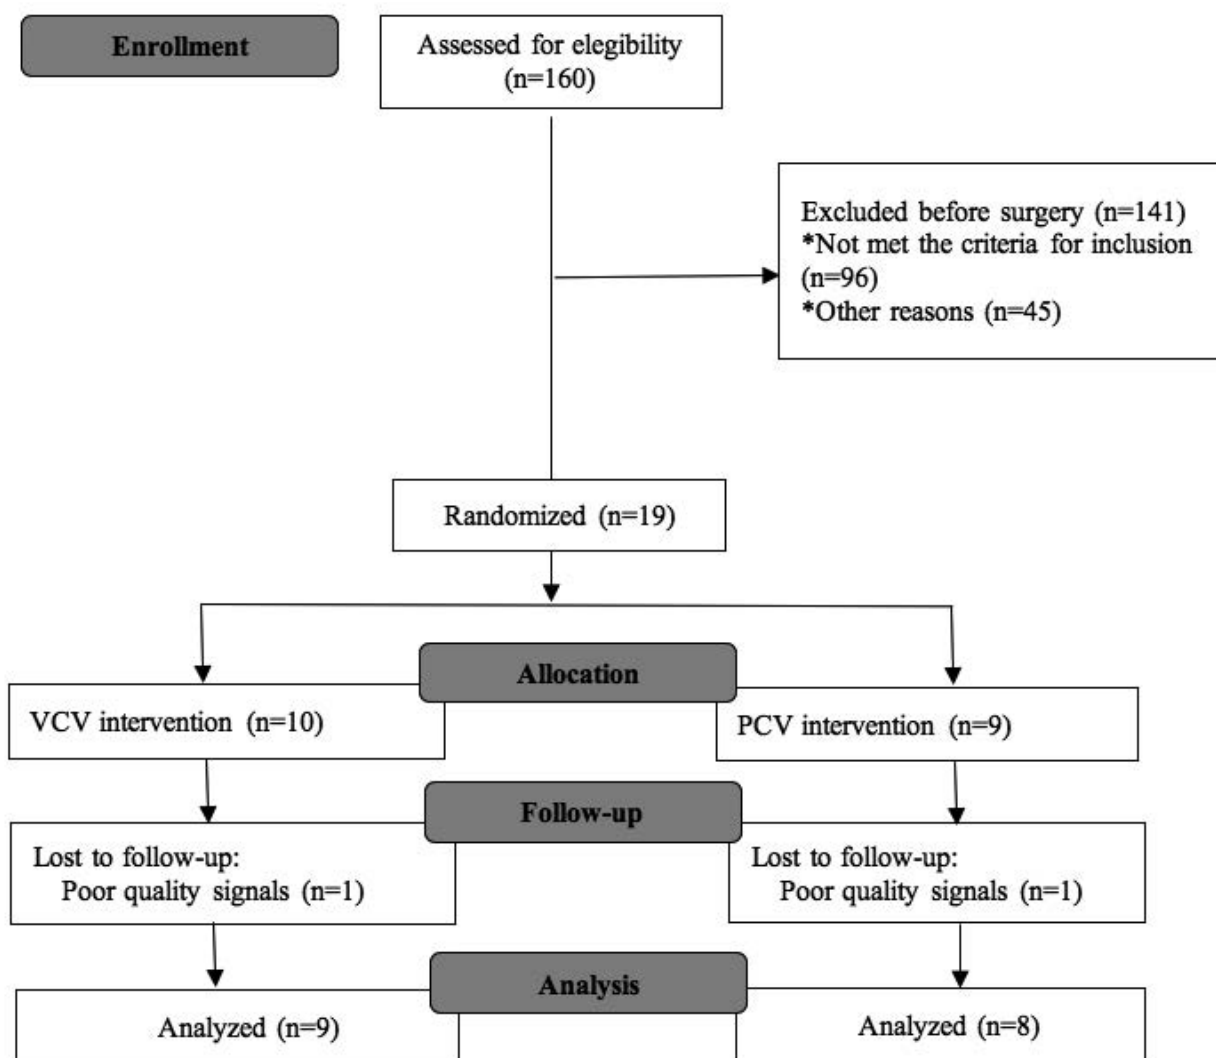 Enrollment
Assessed for elegibility
(n=160)
Excluded before surgery (n=141)
*Not met the criteria for inclusion
(n=96)
*Other reasons (n=45)
Randomized (n=19)
Allocation
VCV intervention (n=10)
PCV intervention (n=9)
Follow-up
Lost to follow-up:
Poor quality signals (n=1)
Lost to follow-up:
Poor quality signals (n=1)
Analysis
Analyzed (n=9)
Analyzed (n=8)